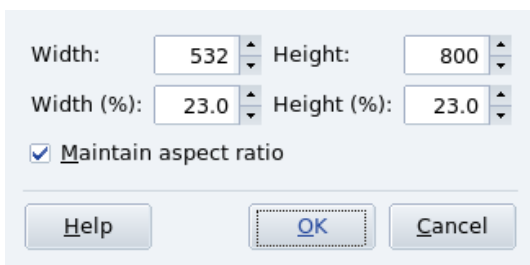 Width: 532 Height: 800
Width (%): 23.0 Height (%): 23.0
Maintain aspect ratio
Help OK Cancel